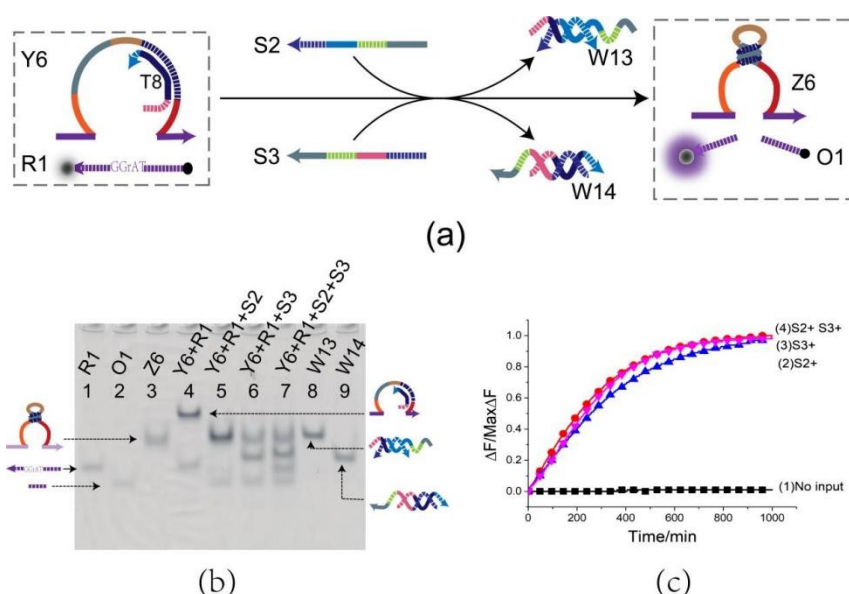 Y6
T8
R1
GGrAT
S2
S3
W13
W14
Z6
O1
(a)
R1
O1
Z6
Y6+R1
Y6+R1+S2
Y6+R1+S3
Y6+R1+S2+S3
W13
W14
1 2 3 4 5 6 7 8 9
GGrAT
(b)
ΔF/MaxΔF
1.0
0.8
0.6
0.4
0.2
0.0
(4)S2+ S3+
(3)S3+
(2)S2+
(1)No input
0 200 400 600 800 1000
Time/min
(c)